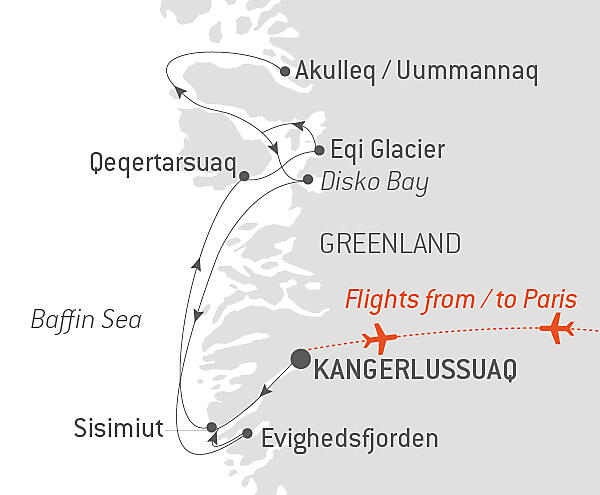 Akulleq / Uummannaq
Eqi Glacier
Qeqertarsuaq
Disko Bay
GREENLAND
Flights from / to Paris
Baffin Sea
KANGERLUSSUAQ
Sisimiut
Evighedsfjorden